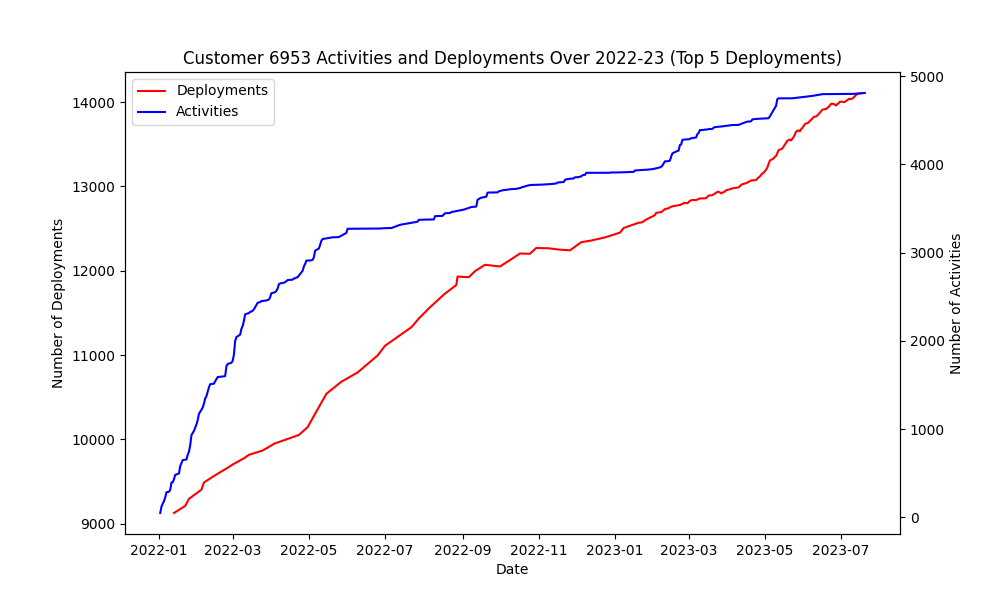 Customer 6953 Activities and Deployments Over 2022-23 (Top 5 Deployments)
Deployments
Activities
Number of Deployments
14000
13000
12000
11000
10000
9000
Number of Activities
5000
4000
3000
2000
1000
0
2022-01 2022-03 2022-05 2022-07 2022-09 2022-11 2023-01 2023-03 2023-05 2023-07
Date